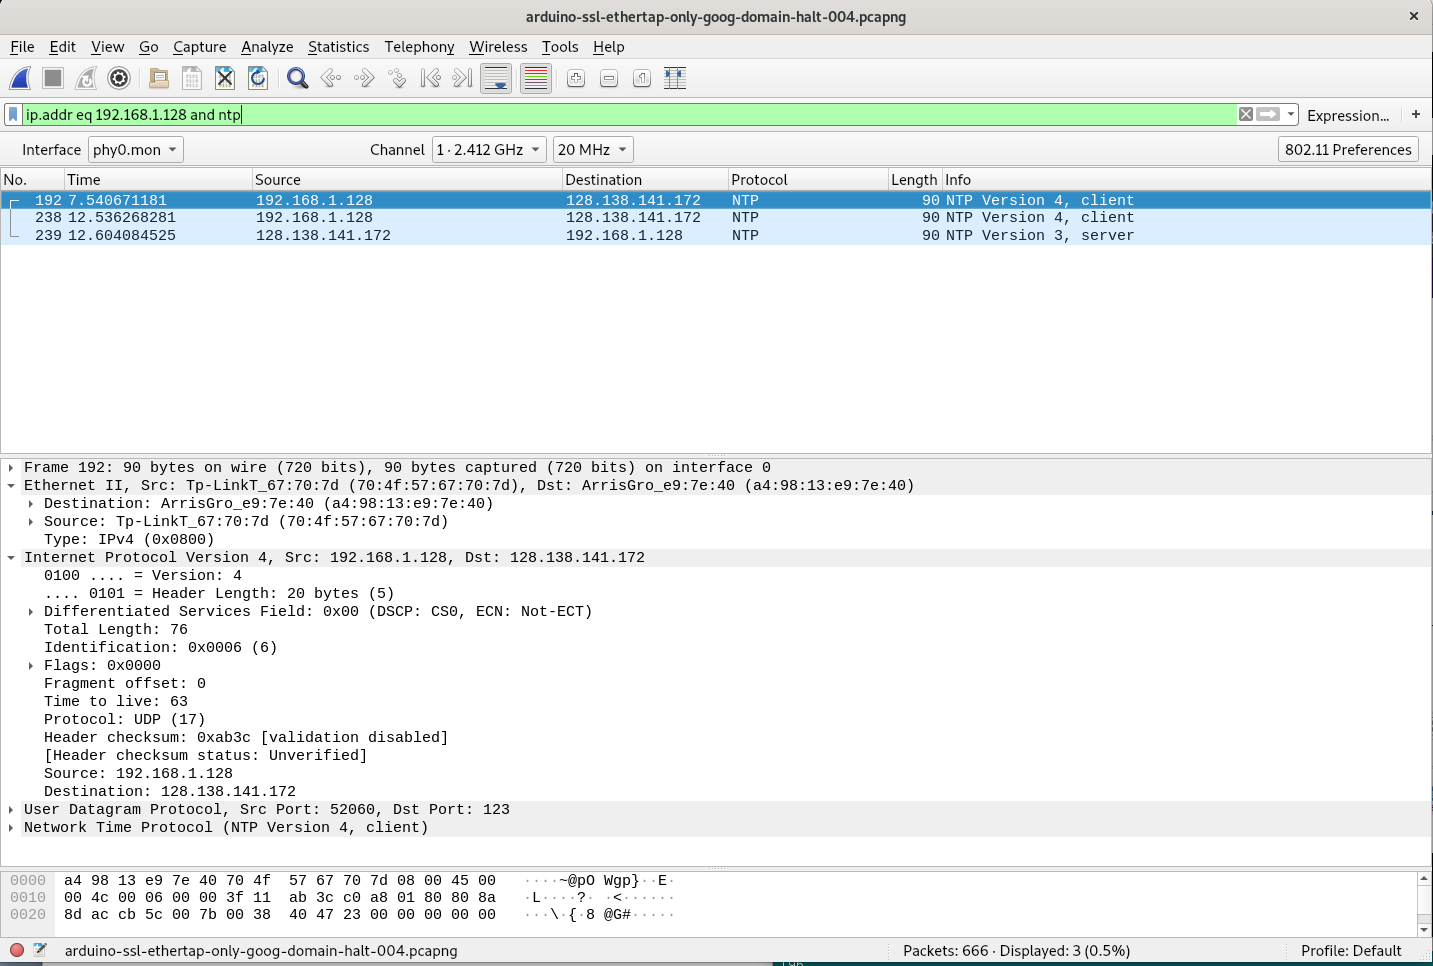 arduino-ssl-ethertap-only-goog-domain-halt-004.pcapng
File Edit View Go Capture Analyze Statistics Telephony Wireless Tools Help
ip.addr eq 192.168.1.128 and ntp Expression... +
Interface phy0.mon Channel 1 · 2.412 GHz 20 MHz 802.11 Preferences
No. Time Source Destination Protocol Length Info
192 7.540671181 192.168.1.128 128.138.141.172 NTP 90 NTP Version 4, client
238 12.536268281 192.168.1.128 128.138.141.172 NTP 90 NTP Version 4, client
239 12.604084525 128.138.141.172 192.168.1.128 NTP 90 NTP Version 3, server
Frame 192: 90 bytes on wire (720 bits), 90 bytes captured (720 bits) on interface 0
Ethernet II, Src: Tp-LinkT_67:70:7d (70:4f:57:67:70:7d), Dst: ArrisGro_e9:7e:40 (a4:98:13:e9:7e:40)
Destination: ArrisGro_e9:7e:40 (a4:98:13:e9:7e:40)
Source: Tp-LinkT_67:70:7d (70:4f:57:67:70:7d)
Type: IPv4 (0x0800)
Internet Protocol Version 4, Src: 192.168.1.128, Dst: 128.138.141.172
0100 .... = Version: 4
.... 0101 = Header Length: 20 bytes (5)
Differentiated Services Field: 0x00 (DSCP: CS0, ECN: Not-ECT)
Total Length: 76
Identification: 0x0006 (6)
Flags: 0x0000
Fragment offset: 0
Time to live: 63
Protocol: UDP (17)
Header checksum: 0xab3c [validation disabled]
[Header checksum status: Unverified]
Source: 192.168.1.128
Destination: 128.138.141.172
User Datagram Protocol, Src Port: 52060, Dst Port: 123
Network Time Protocol (NTP Version 4, client)
0000 a4 98 13 e9 7e 40 70 4f 57 67 70 7d 08 00 45 00 ····~@pO Wgp}··E·
0010 00 4c 00 06 00 00 3f 11 ab 3c c0 a8 01 80 80 8a ·L····?· ·<······
0020 8d ac cb 5c 00 7b 00 38 40 47 23 00 00 00 00 00 ···\·{·8 @G#·····
arduino-ssl-ethertap-only-goog-domain-halt-004.pcapng Packets: 666 · Displayed: 3 (0.5%) Profile: Default